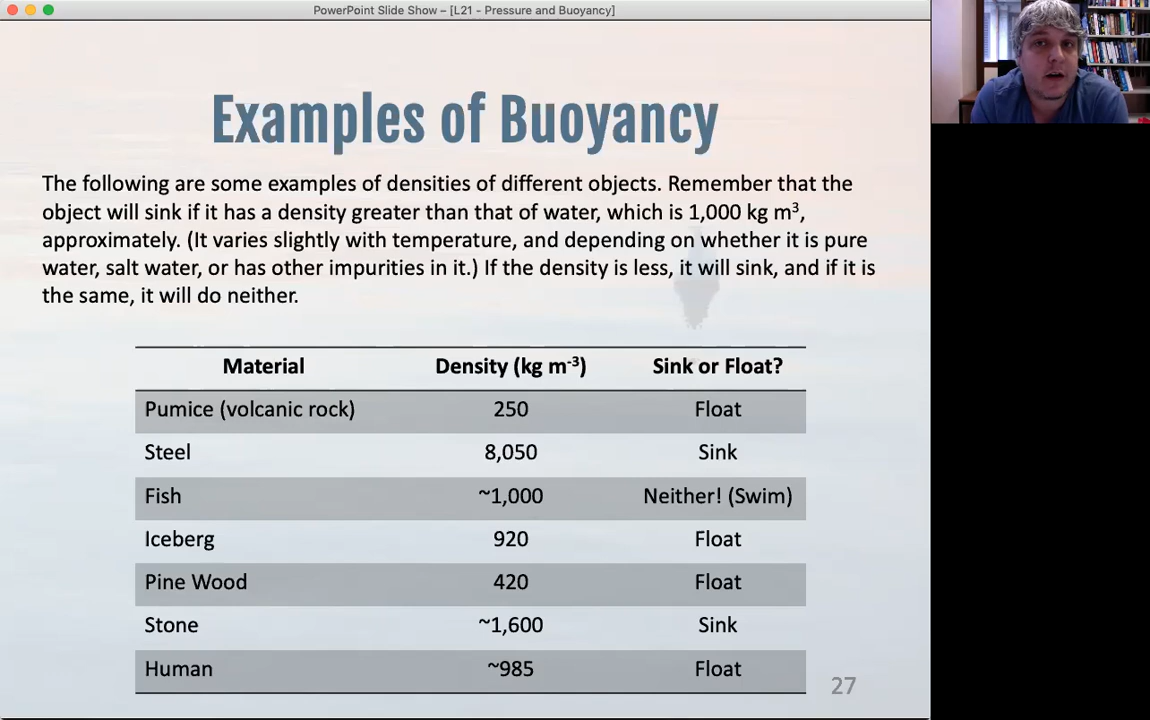 PowerPoint Slide Show – [L21 - Pressure and Buoyancy]
Examples of Buoyancy
The following are some examples of densities of different objects. Remember that the
object will sink if it has a density greater than that of water, which is 1,000 kg m³,
approximately. (It varies slightly with temperature, and depending on whether it is pure
water, salt water, or has other impurities in it.) If the density is less, it will sink, and if it is
the same, it will do neither.
Material Density (kg m⁻³) Sink or Float?
Pumice (volcanic rock) 250 Float
Steel 8,050 Sink
Fish ~1,000 Neither! (Swim)
Iceberg 920 Float
Pine Wood 420 Float
Stone ~1,600 Sink
Human ~985 Float
27